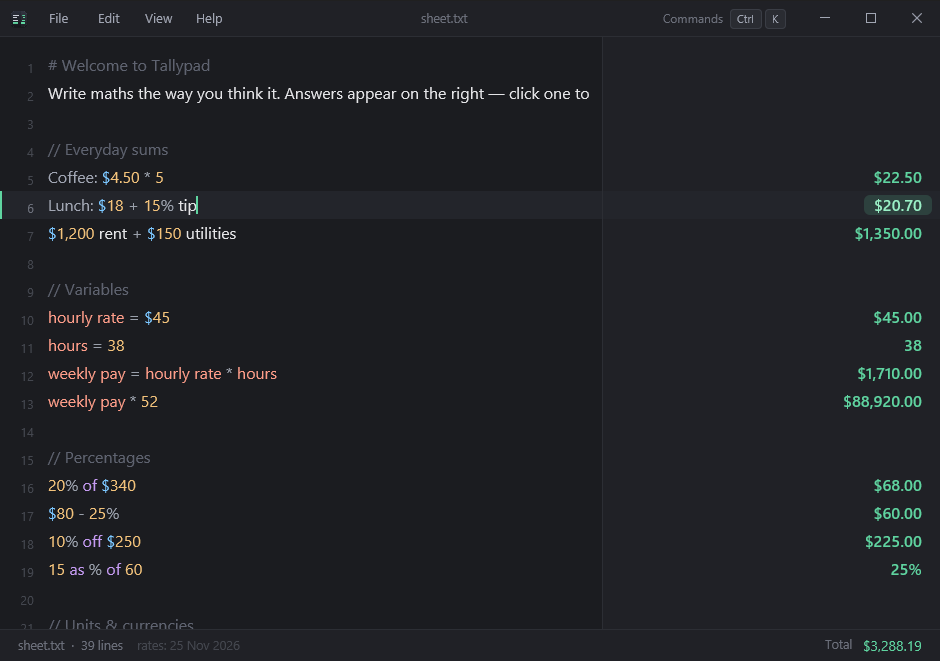 File Edit View Help sheet.txt Commands Ctrl K
1 # Welcome to Tallypad
2 Write maths the way you think it. Answers appear on the right — click one to
3
4 // Everyday sums
5 Coffee: $4.50 * 5 $22.50
6 Lunch: $18 + 15% tip $20.70
7 $1,200 rent + $150 utilities $1,350.00
8
9 // Variables
10 hourly rate = $45 $45.00
11 hours = 38 38
12 weekly pay = hourly rate * hours $1,710.00
13 weekly pay * 52 $88,920.00
14
15 // Percentages
16 20% of $340 $68.00
17 $80 - 25% $60.00
18 10% off $250 $225.00
19 15 as % of 60 25%
20
21 // Units & currencies
sheet.txt · 39 lines rates: 25 Nov 2026 Total $3,288.19